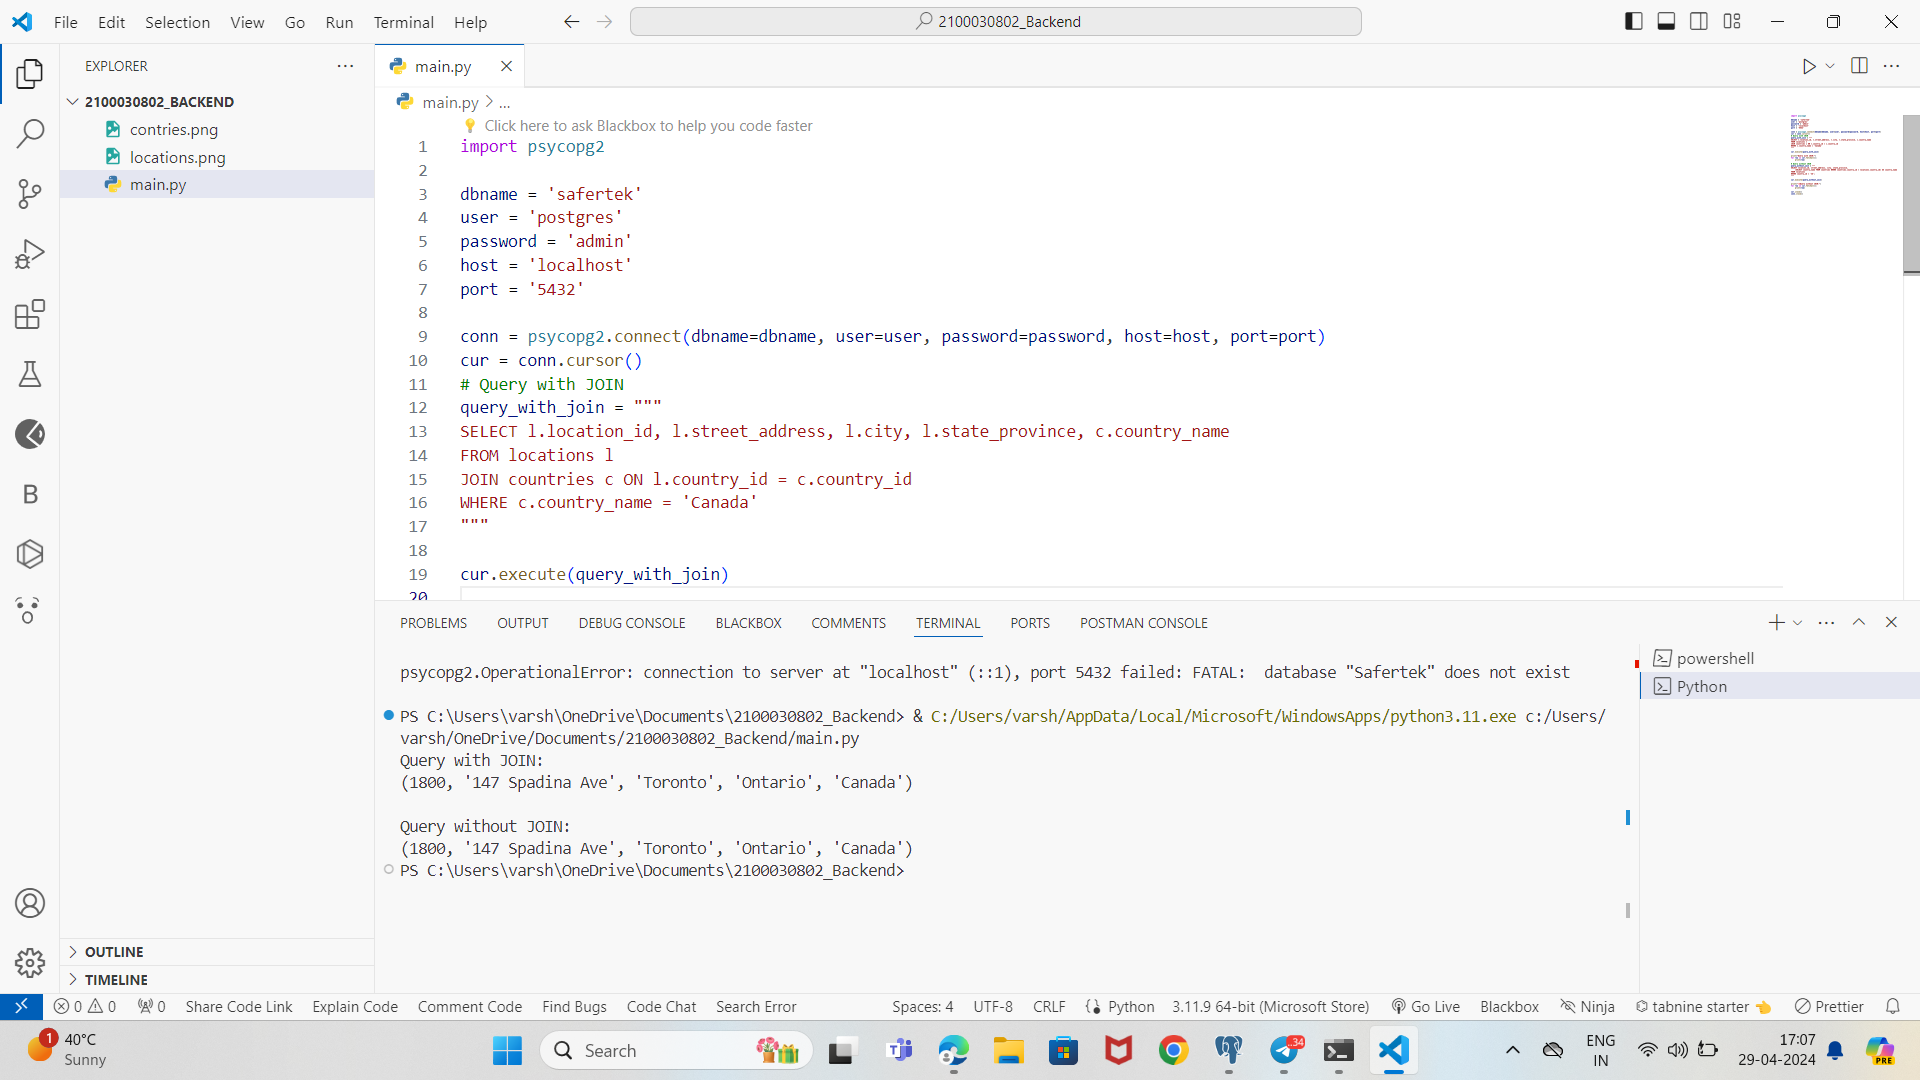 File Edit Selection View Go Run Terminal Help
2100030802_Backend
EXPLORER
2100030802_BACKEND
contries.png
locations.png
main.py
OUTLINE
TIMELINE
main.py
main.py > ...
Click here to ask Blackbox to help you code faster
1 import psycopg2
2
3 dbname = 'safertek'
4 user = 'postgres'
5 password = 'admin'
6 host = 'localhost'
7 port = '5432'
8
9 conn = psycopg2.connect(dbname=dbname, user=user, password=password, host=host, port=port)
10 cur = conn.cursor()
11 # Query with JOIN
12 query_with_join = """
13 SELECT l.location_id, l.street_address, l.city, l.state_province, c.country_name
14 FROM locations l
15 JOIN countries c ON l.country_id = c.country_id
16 WHERE c.country_name = 'Canada'
17 """
18
19 cur.execute(query_with_join)
20
PROBLEMS OUTPUT DEBUG CONSOLE BLACKBOX COMMENTS TERMINAL PORTS POSTMAN CONSOLE
psycopg2.OperationalError: connection to server at "localhost" (::1), port 5432 failed: FATAL:  database "Safertek" does not exist
PS C:\Users\varsh\OneDrive\Documents\2100030802_Backend> & C:/Users/varsh/AppData/Local/Microsoft/WindowsApps/python3.11.exe c:/Users/
varsh/OneDrive/Documents/2100030802_Backend/main.py
Query with JOIN:
(1800, '147 Spadina Ave', 'Toronto', 'Ontario', 'Canada')
Query without JOIN:
(1800, '147 Spadina Ave', 'Toronto', 'Ontario', 'Canada')
PS C:\Users\varsh\OneDrive\Documents\2100030802_Backend>
powershell
Python
0 0 0 Share Code Link Explain Code Comment Code Find Bugs Code Chat Search Error Spaces: 4 UTF-8 CRLF Python 3.11.9 64-bit (Microsoft Store) Go Live Blackbox Ninja tabnine starter Prettier
1 40°C
Sunny
Search
.34
PRE
ENG
IN
17:07
29-04-2024